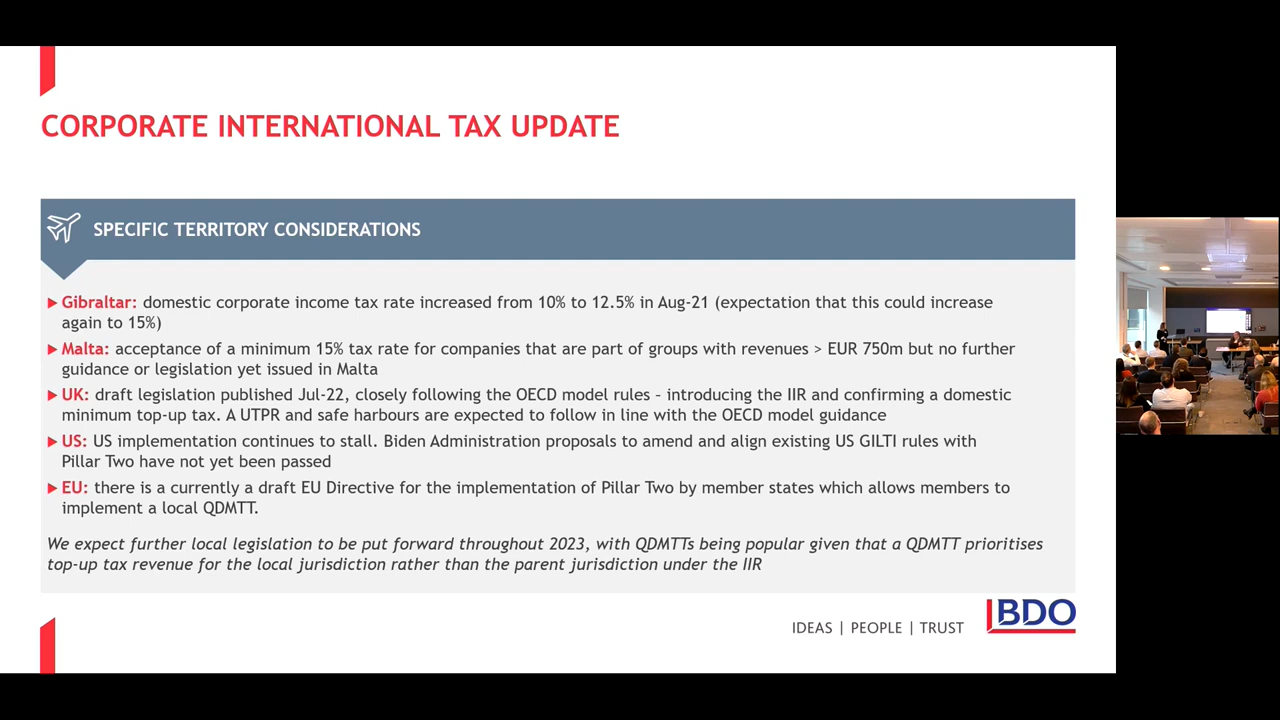 CORPORATE INTERNATIONAL TAX UPDATE
SPECIFIC TERRITORY CONSIDERATIONS
Gibraltar: domestic corporate income tax rate increased from 10% to 12.5% in Aug-21 (expectation that this could increase
again to 15%)
Malta: acceptance of a minimum 15% tax rate for companies that are part of groups with revenues > EUR 750m but no further
guidance or legislation yet issued in Malta
UK: draft legislation published Jul-22, closely following the OECD model rules – introducing the IIR and confirming a domestic
minimum top-up tax. A UTPR and safe harbours are expected to follow in line with the OECD model guidance
US: US implementation continues to stall. Biden Administration proposals to amend and align existing US GILTI rules with
Pillar Two have not yet been passed
EU: there is a currently a draft EU Directive for the implementation of Pillar Two by member states which allows members to
implement a local QDMTT.
We expect further local legislation to be put forward throughout 2023, with QDMTTs being popular given that a QDMTT prioritises
top-up tax revenue for the local jurisdiction rather than the parent jurisdiction under the IIR
IDEAS | PEOPLE | TRUST
BDO